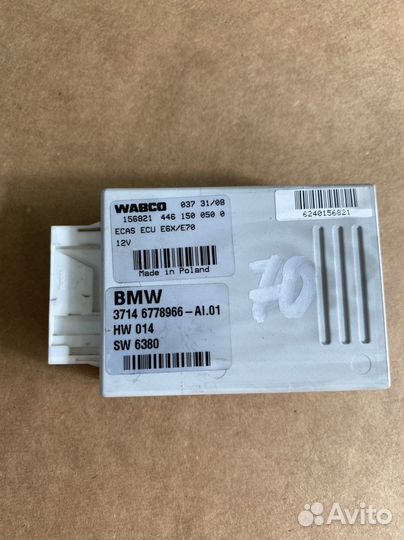 WABCO 037 31/08
156821 446 150 050 0
ECAS ECU E6X/E70
12V
Made in Poland
6240156821
BMW
3714 6778966-AI.01
HW 014
SW 6380
70
Avito